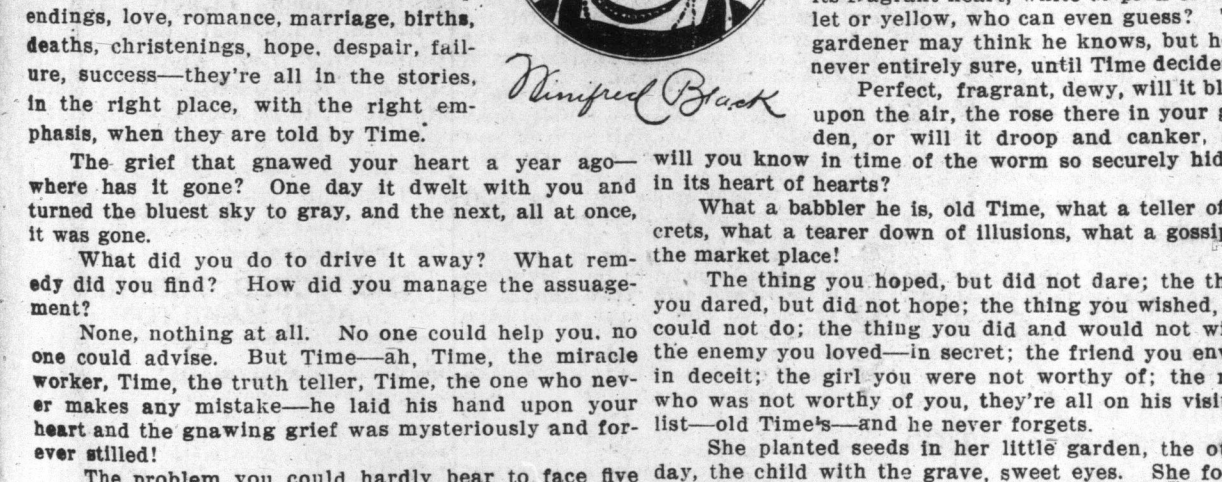 endings, love, romance, marriage, births,
deaths, christenings, hope, despair, fail-
ure, success—they're all in the stories,
in the right place, with the right em-
phasis, when they are told by Time.
The grief that gnawed your heart a year ago—
where has it gone? One day it dwelt with you and
turned the bluest sky to gray, and the next, all at once,
it was gone.
What did you do to drive it away? What rem-
edy did you find? How did you manage the assuage-
ment?
None, nothing at all. No one could help you, no
one could advise. But Time—ah, Time, the miracle
worker, Time, the truth teller, Time, the one who nev-
er makes any mistake—he laid his hand upon your
heart and the gnawing grief was mysteriously and for-
ever stilled!
The problem you could hardly bear to face five
Winifred Black
let or yellow, who can even guess?
gardener may think he knows, but
never entirely sure, until Time
Perfect, fragrant, dewy, will it
upon the air, the rose there in your
den, or will it droop and canker,
will you know in time of the worm so securely
in its heart of hearts?
What a babbler he is, old Time, what a teller
crets, what a tearer down of illusions, what a
the market place!
The thing you hoped, but did not dare; the
you dared, but did not hope; the thing you wished,
could not do; the thing you did and would not
the enemy you loved—in secret; the friend you
in deceit; the girl you were not worthy of; the
who was not worthy of you, they're all on his
list—old Time's—and he never forgets.
She planted seeds in her little garden, the
day, the child with the grave, sweet eyes. She